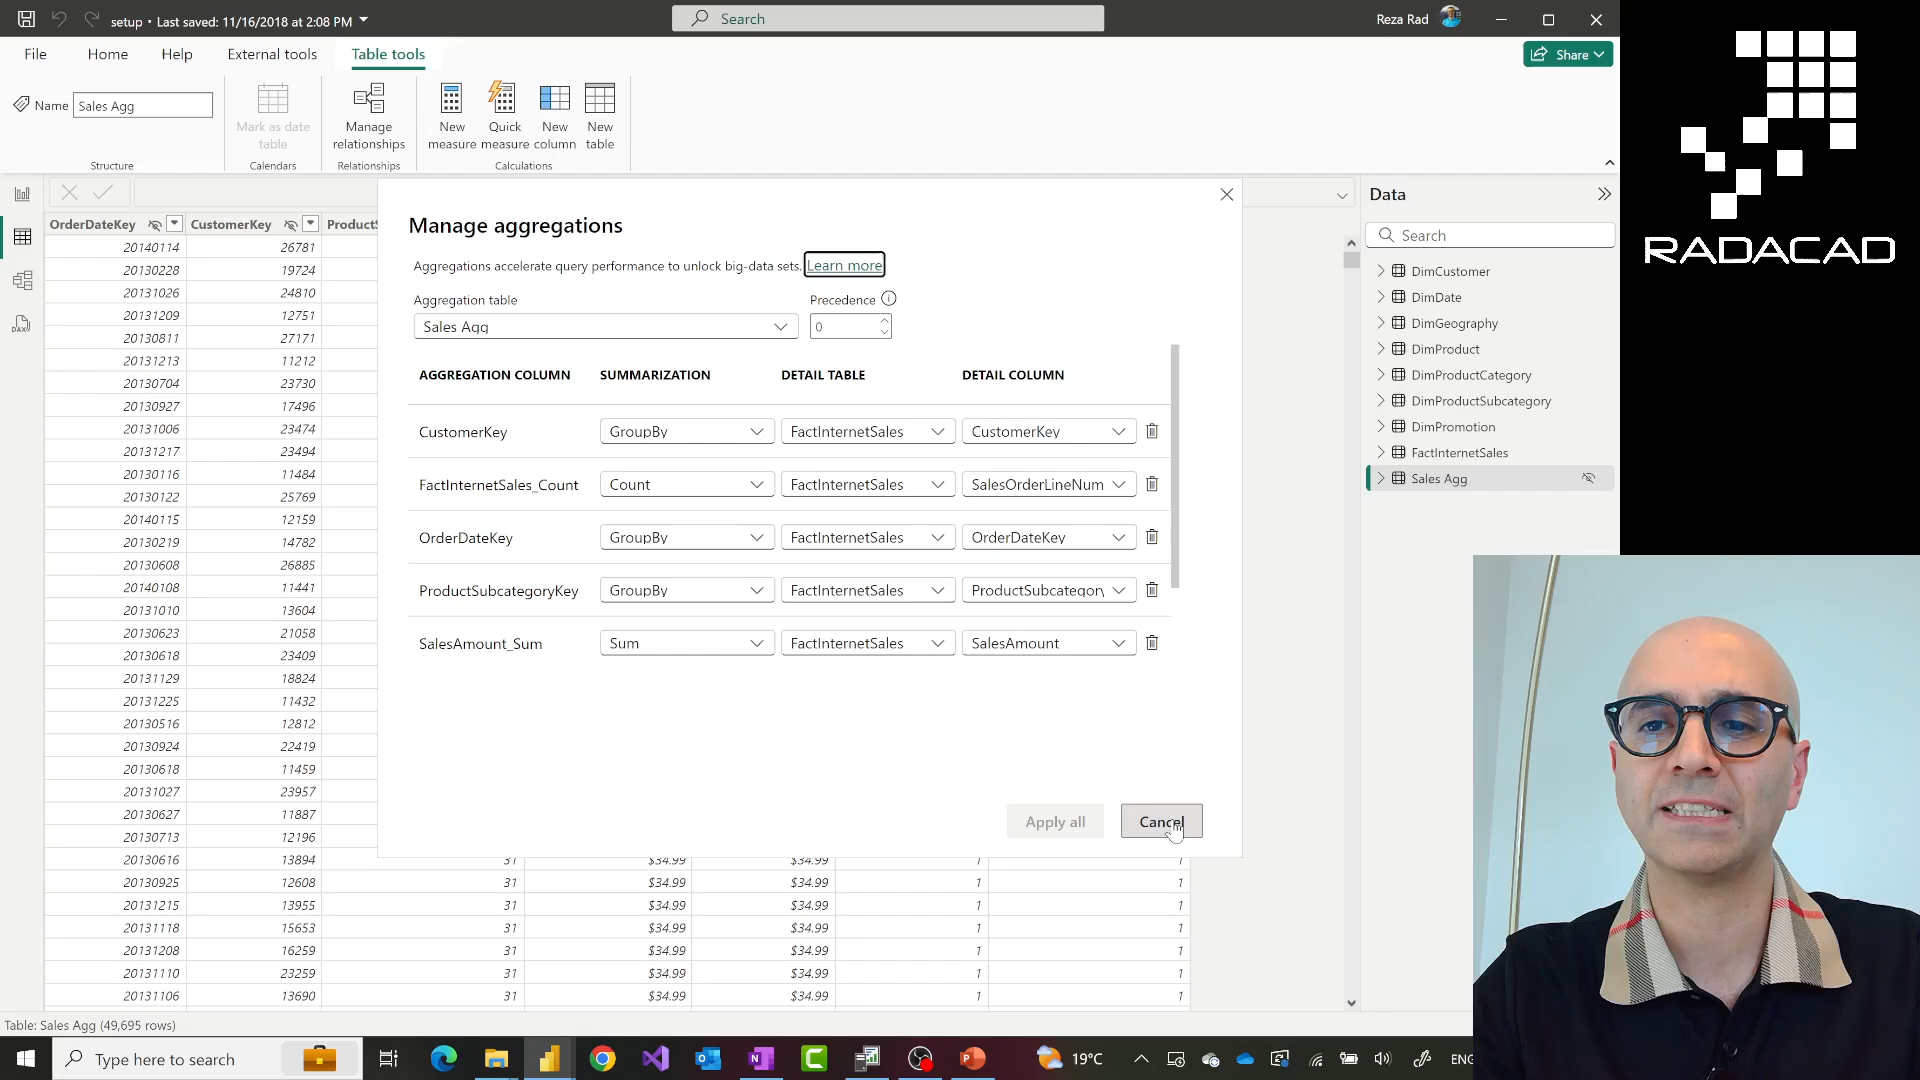 setup • Last saved: 11/16/2018 at 2:08 PM
Search
Reza Rad
File
Home
Help
External tools
Table tools
Share
Name
Sales Agg
Mark as date table
Manage relationships
New measure
Quick measure
New column
New table
Structure
Calendars
Relationships
Calculations
RADACAD
OrderDateKey
CustomerKey
ProductS
20140114 26781
20130228 19724
20131026 24810
20131209 12751
20130811 27171
20131213 11212
20130704 23730
20130927 17496
20131006 23474
20131217 23494
20130116 11484
20130122 25769
20140115 12159
20130219 14782
20130608 26885
20140108 11441
20131010 13604
20130623 21058
20130618 23409
20131129 18824
20131225 11432
20130516 12812
20130924 22419
20130618 11459
20131027 23957
20130627 11887
20130713 12196
20130616 13894 31 $34.99 $34.99 1 1
20130925 12608 31 $34.99 $34.99 1 1
20131215 13955 31 $34.99 $34.99 1 1
20131118 15653 31 $34.99 $34.99 1 1
20131208 16259 31 $34.99 $34.99 1 1
20131110 23259 31 $34.99 $34.99 1 1
20131106 13690 31 $34.99 $34.99 1 1
Manage aggregations
Aggregations accelerate query performance to unlock big-data sets. Learn more
Aggregation table
Precedence
Sales Agg
0
AGGREGATION COLUMN SUMMARIZATION DETAIL TABLE DETAIL COLUMN
CustomerKey GroupBy FactInternetSales CustomerKey
FactInternetSales_Count Count FactInternetSales SalesOrderLineNum
OrderDateKey GroupBy FactInternetSales OrderDateKey
ProductSubcategoryKey GroupBy FactInternetSales ProductSubcategory
SalesAmount_Sum Sum FactInternetSales SalesAmount
Apply all
Cancel
Data
Search
DimCustomer
DimDate
DimGeography
DimProduct
DimProductCategory
DimProductSubcategory
DimPromotion
FactInternetSales
Sales Agg
Table: Sales Agg (49,695 rows)
Type here to search
19°C
ENG